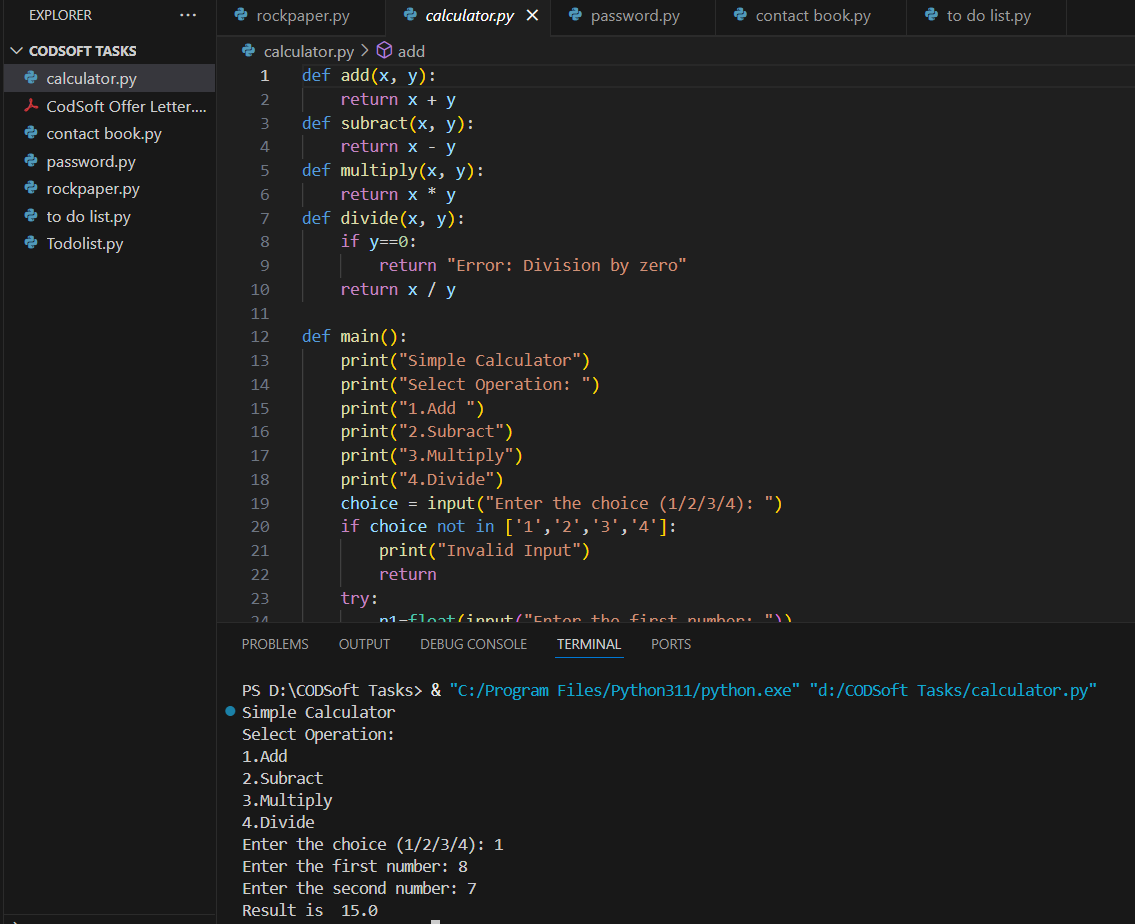 EXPLORER ...
CODSOFT TASKS
calculator.py
CodSoft Offer Letter....
contact book.py
password.py
rockpaper.py
to do list.py
Todolist.py
rockpaper.py calculator.py password.py contact book.py to do list.py
calculator.py > add
1 def add(x, y):
2 return x + y
3 def subract(x, y):
4 return x - y
5 def multiply(x, y):
6 return x * y
7 def divide(x, y):
8 if y==0:
9 return "Error: Division by zero"
10 return x / y
11
12 def main():
13 print("Simple Calculator")
14 print("Select Operation: ")
15 print("1.Add ")
16 print("2.Subract")
17 print("3.Multiply")
18 print("4.Divide")
19 choice = input("Enter the choice (1/2/3/4): ")
20 if choice not in ['1','2','3','4']:
21 print("Invalid Input")
22 return
23 try:
24 n1=float(input("Enter the first number: "))
PROBLEMS OUTPUT DEBUG CONSOLE TERMINAL PORTS
PS D:\CODSoft Tasks> & "C:/Program Files/Python311/python.exe" "d:/CODSoft Tasks/calculator.py"
Simple Calculator
Select Operation:
1.Add
2.Subract
3.Multiply
4.Divide
Enter the choice (1/2/3/4): 1
Enter the first number: 8
Enter the second number: 7
Result is  15.0